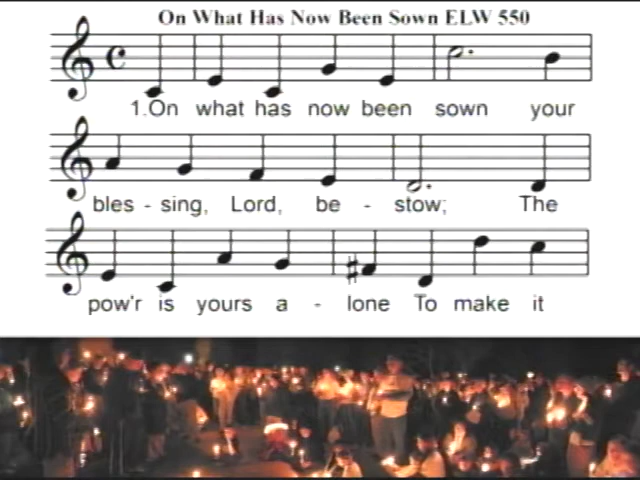 On What Has Now Been Sown ELW 550
1.On what has now been sown your
bles - sing, Lord, be - stow; The
pow'r is yours a - lone To make it